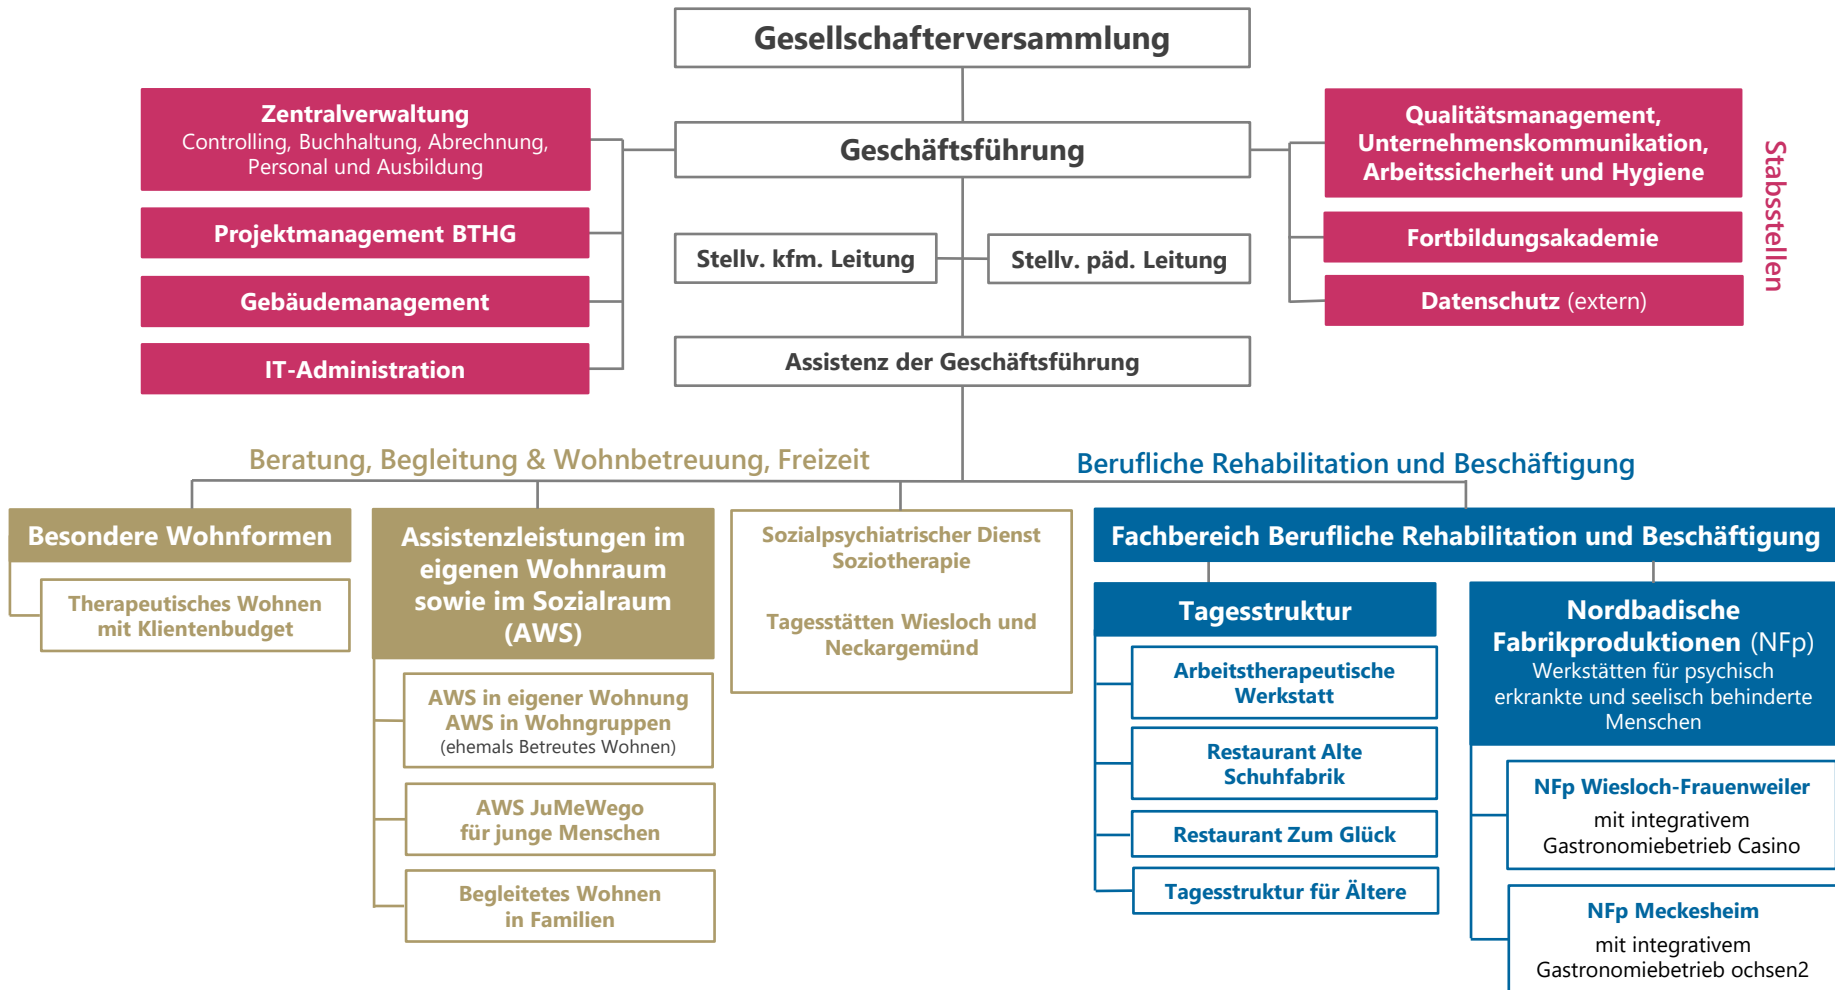 Gesellschafterversammlung
Zentralverwaltung
Controlling, Buchhaltung, Abrechnung,
Personal und Ausbildung
Projektmanagement BTHG
Gebäudemanagement
IT-Administration
Geschäftsführung
Stellv. kfm. Leitung
Stellv. päd. Leitung
Assistenz der Geschäftsführung
Qualitätsmanagement,
Unternehmenskommunikation,
Arbeitssicherheit und Hygiene
Fortbildungsakademie
Datenschutz (extern)
Stabsstellen
Beratung, Begleitung & Wohnbetreuung, Freizeit
Besondere Wohnformen
Therapeutisches Wohnen
mit Klientenbudget
Assistenzleistungen im
eigenen Wohnraum
sowie im Sozialraum
(AWS)
AWS in eigener Wohnung
AWS in Wohngruppen
(ehemals Betreutes Wohnen)
AWS JuMeWego
für junge Menschen
Begleitetes Wohnen
in Familien
Sozialpsychiatrischer Dienst
Soziotherapie
Tagesstätten Wiesloch und
Neckargemünd
Berufliche Rehabilitation und Beschäftigung
Fachbereich Berufliche Rehabilitation und Beschäftigung
Tagesstruktur
Arbeitstherapeutische
Werkstatt
Restaurant Alte
Schuhfabrik
Restaurant Zum Glück
Tagesstruktur für Ältere
Nordbadische
Fabrikproduktionen (NFp)
Werkstätten für psychisch
erkrankte und seelisch behinderte
Menschen
NFp Wiesloch-Frauenweiler
mit integrativem
Gastronomiebetrieb Casino
NFp Meckesheim
mit integrativem
Gastronomiebetrieb ochsen2